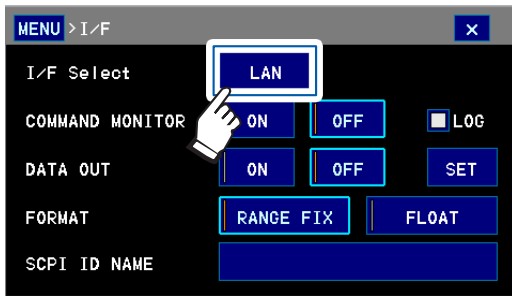 MENU >I/F ×
I/F Select LAN
COMMAND MONITOR ON OFF LOG
DATA OUT ON OFF SET
FORMAT RANGE FIX FLOAT
SCPI ID NAME